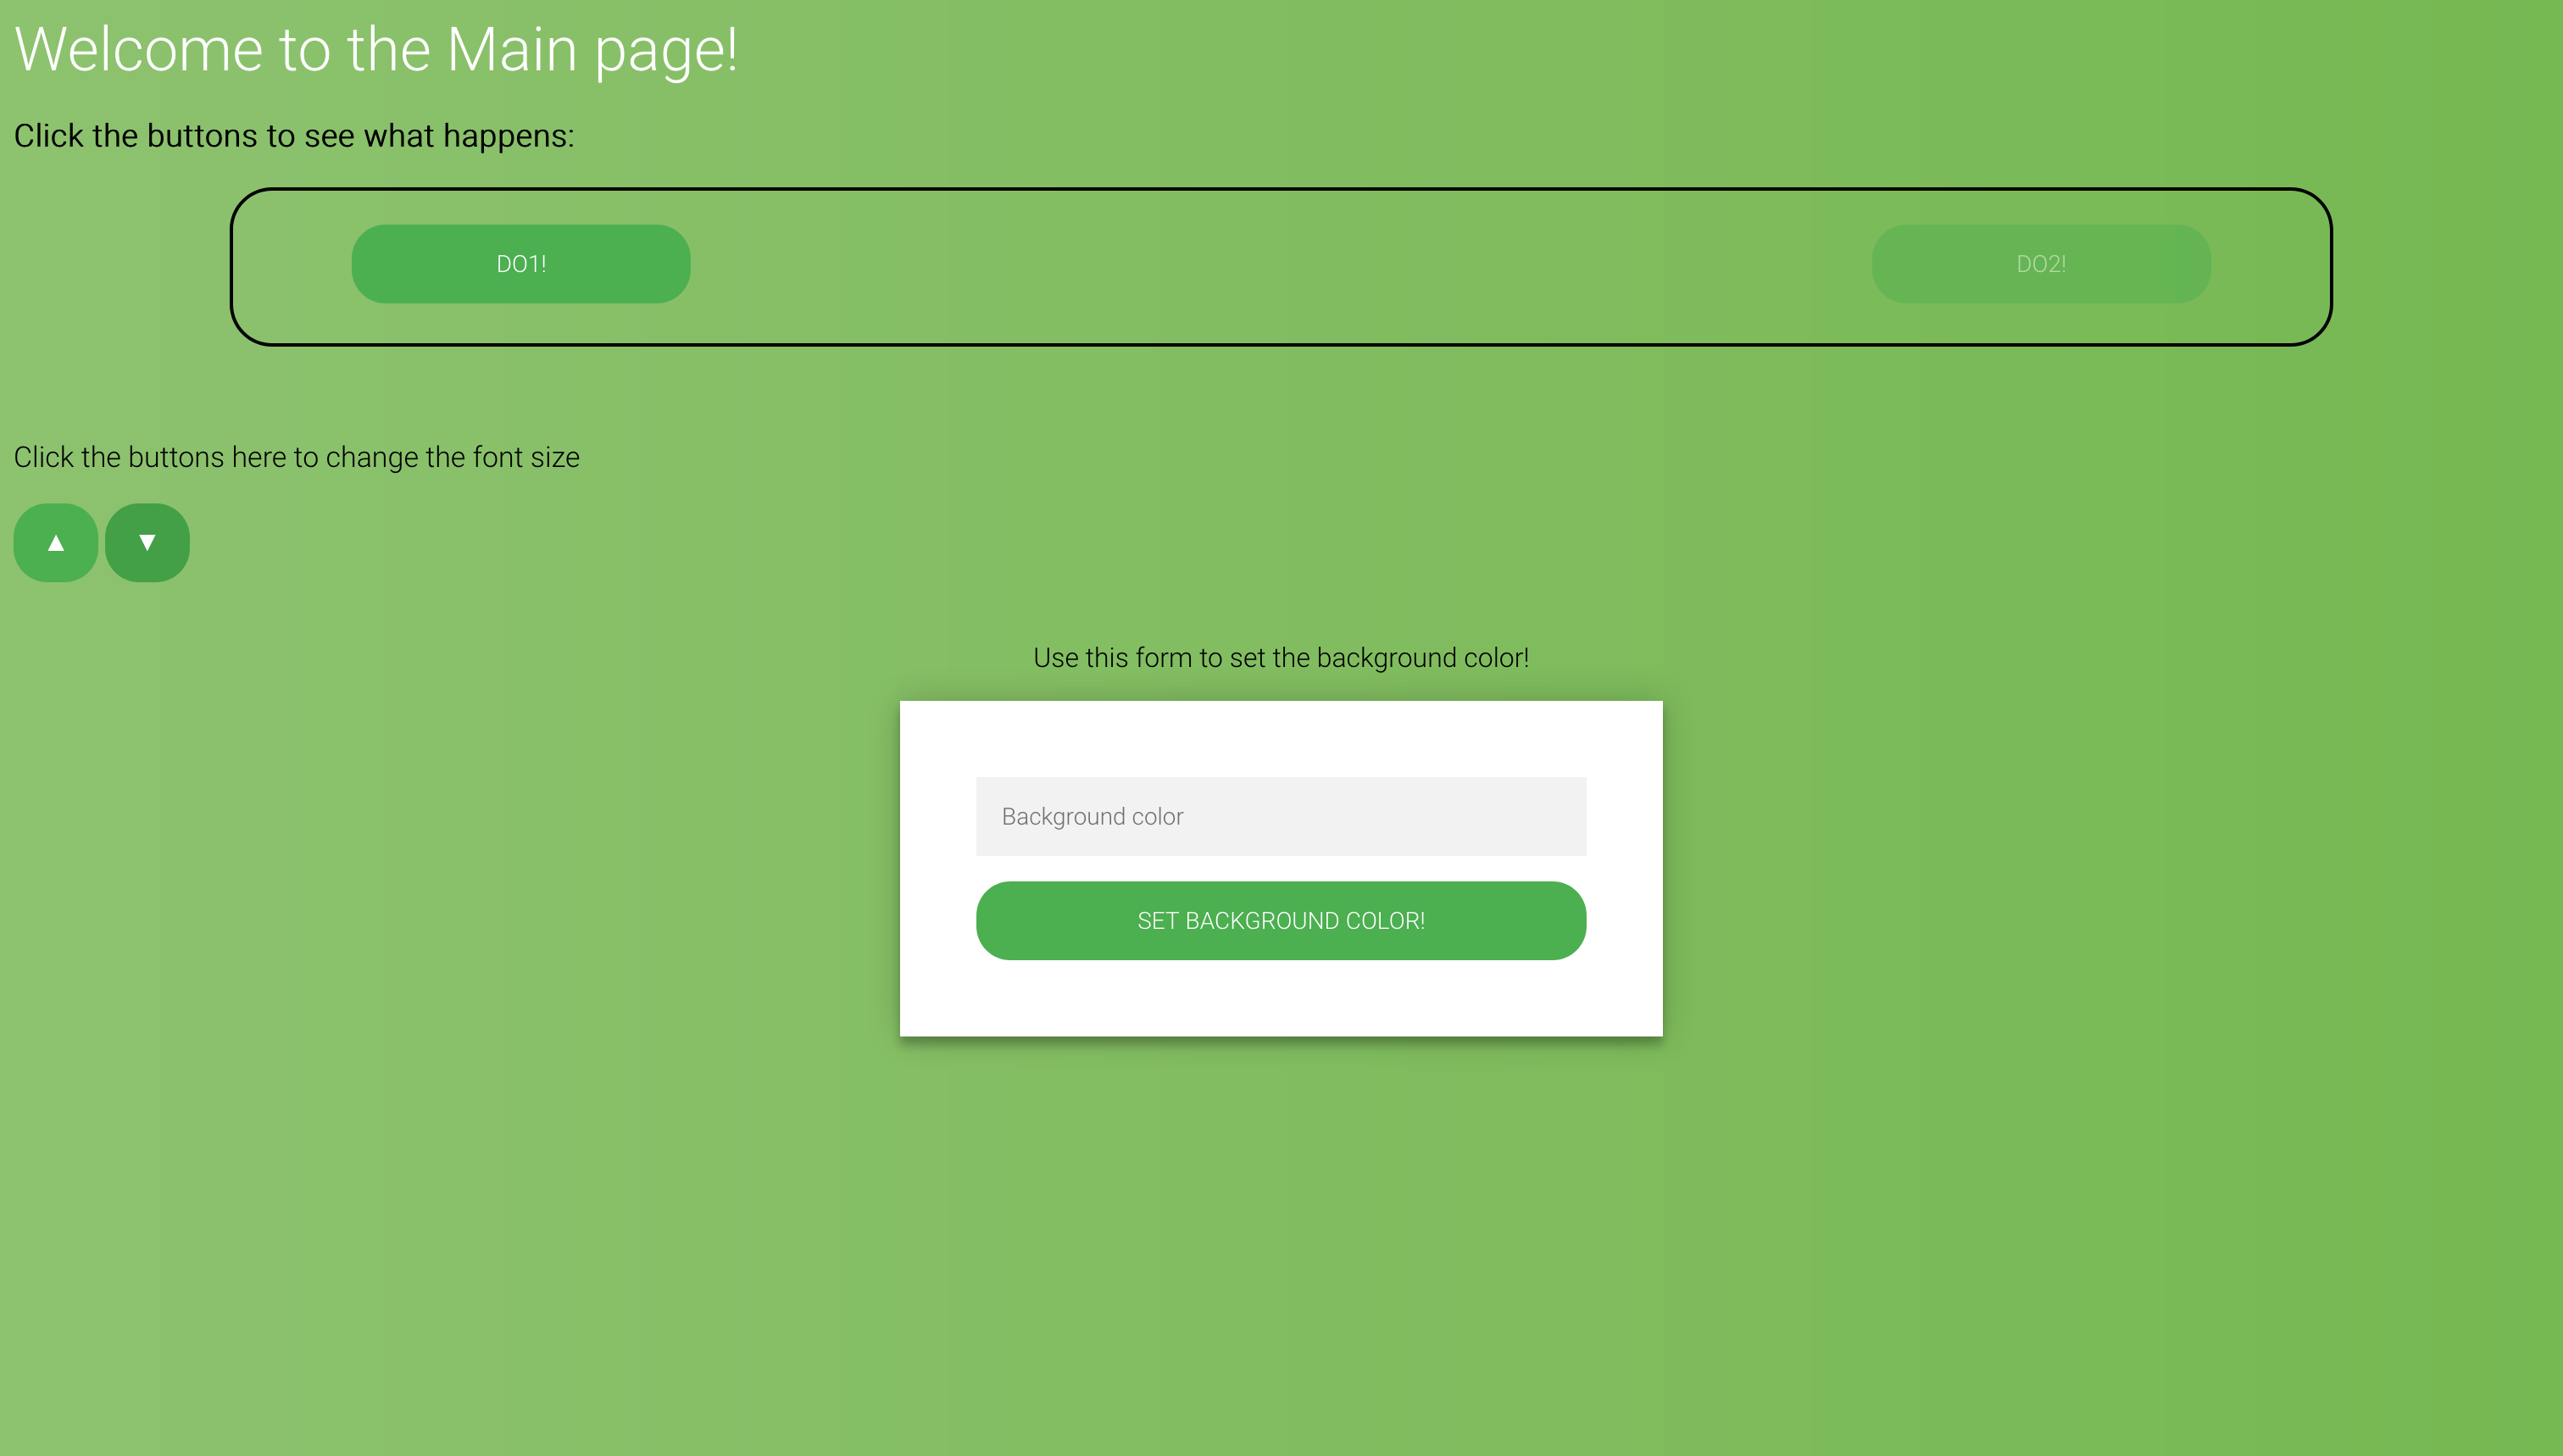 Welcome to the Main page!
Click the buttons to see what happens:
DO1!
DO2!
Click the buttons here to change the font size
▲ ▼
Use this form to set the background color!
Background color
SET BACKGROUND COLOR!